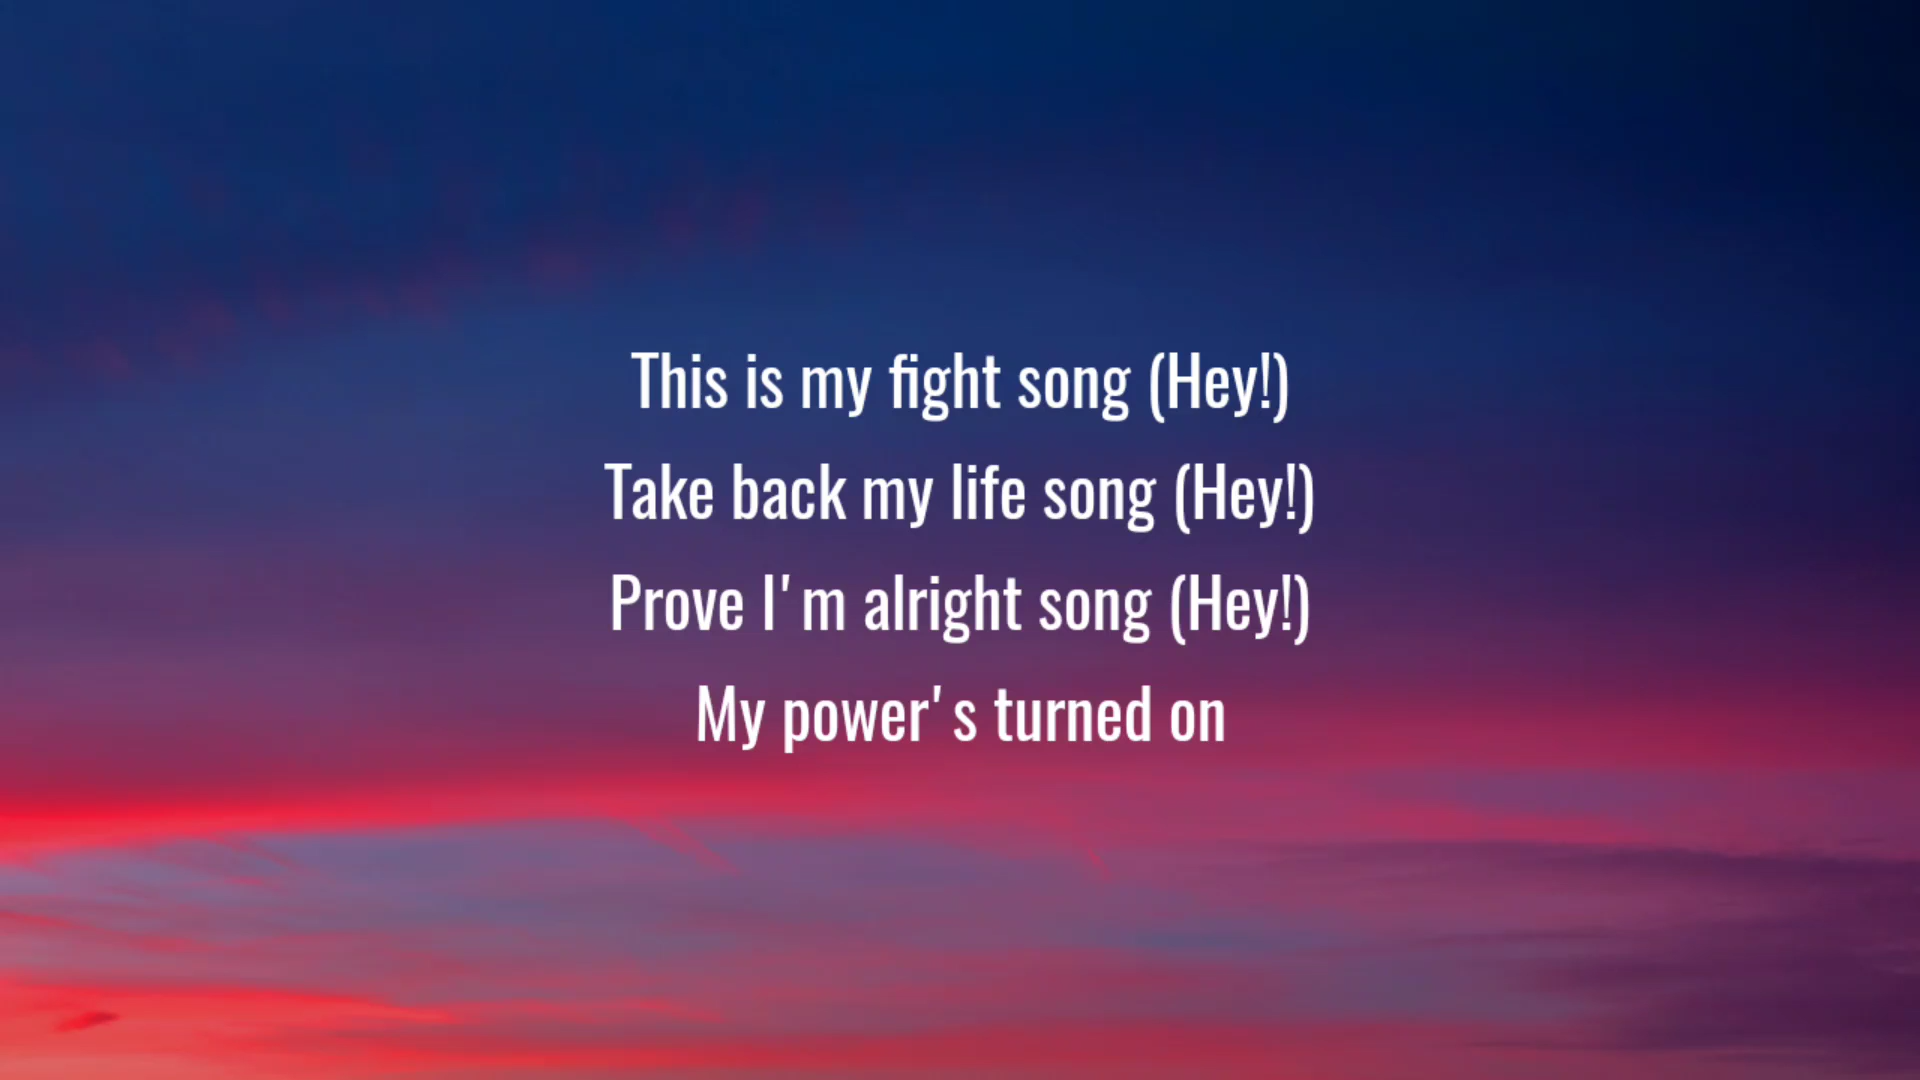 This is my fight song (Hey!)
Take back my life song (Hey!)
Prove I'm alright song (Hey!)
My power's turned on